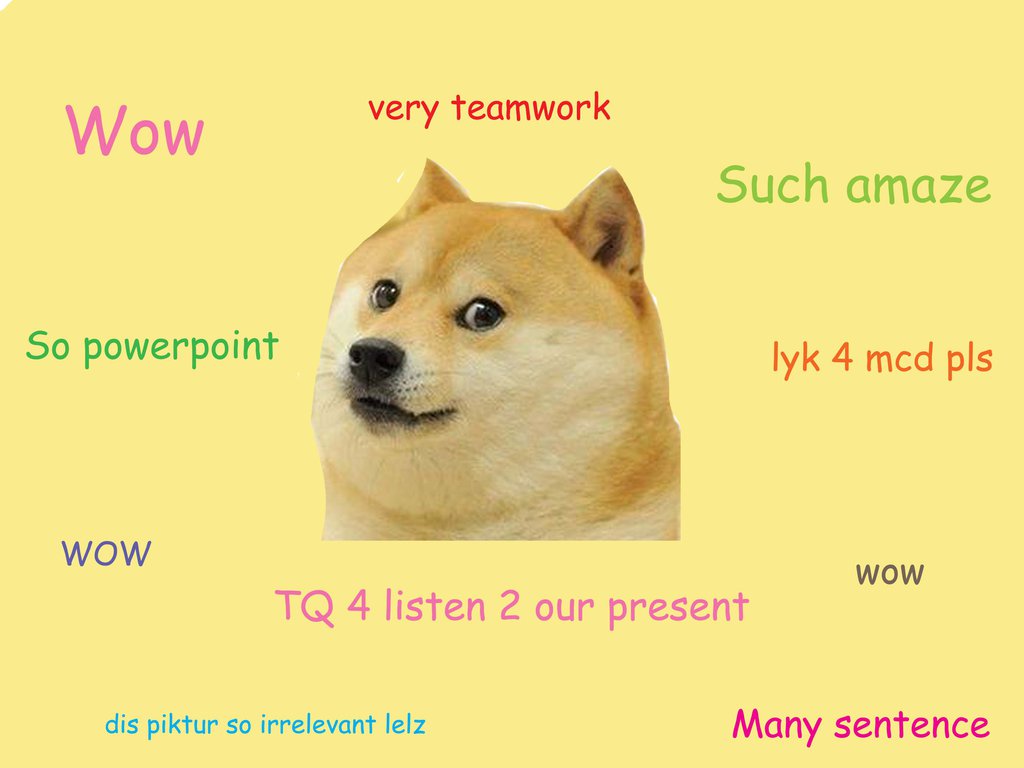 Wow
very teamwork
Such amaze
So powerpoint
lyk 4 mcd pls
wow
wow
TQ 4 listen 2 our present
dis piktur so irrelevant lelz
Many sentence